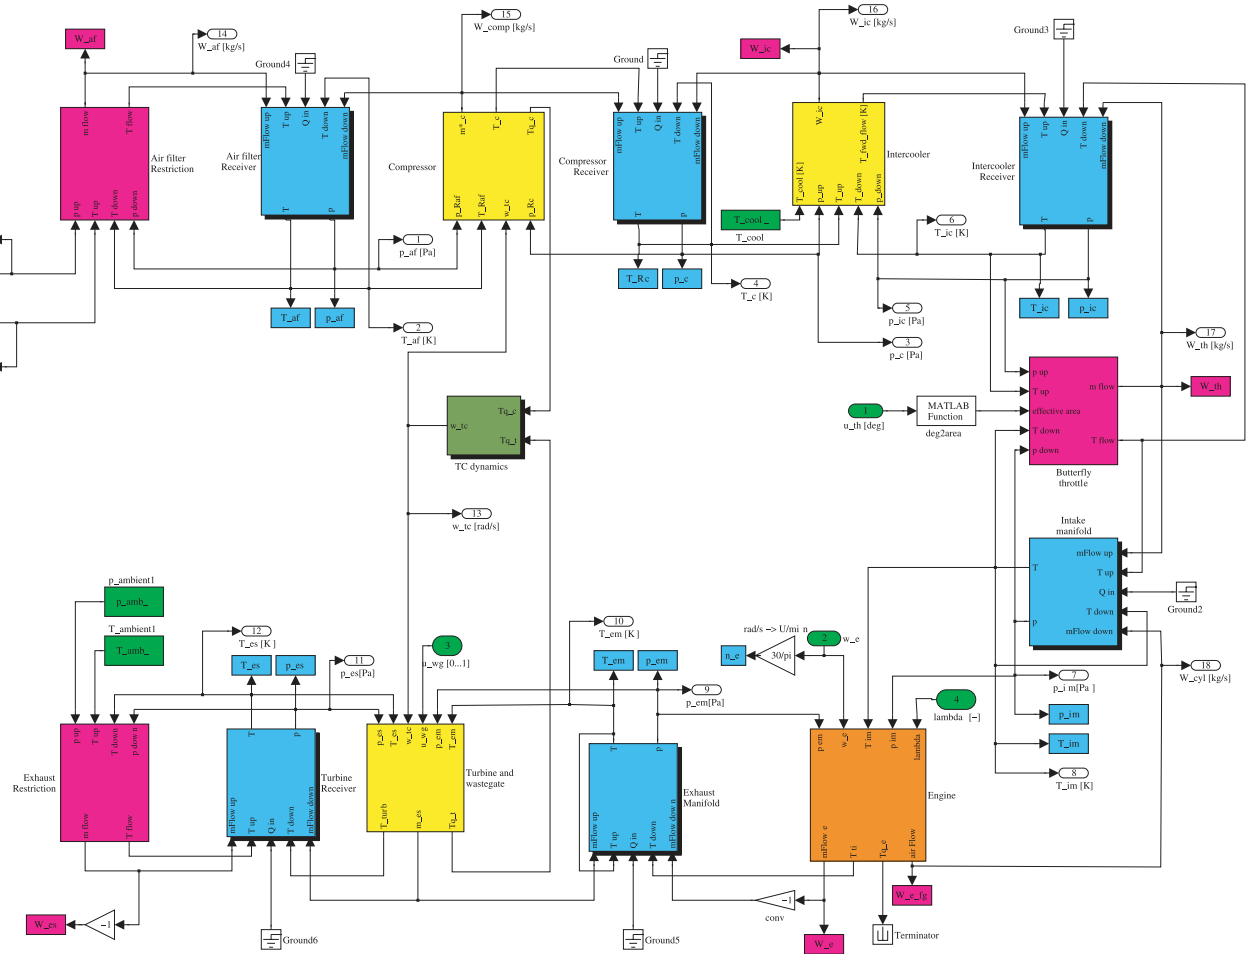 W_af
14
W_af [kg/s]
Ground4
15
W_comp [kg/s]
Ground
16
W_ic [kg/s]
W_ic
Ground3
m flow
T flow
p up
T up
T down
p down
Air filter
Restriction
mFlow up
T up
Q in
T down
mFlow down
T
p
Air filter
Receiver
m*_c
T_c
Tq_c
p_Raf
T_Raf
w_tc
p_Rc
Compressor
mFlow up
T up
Q in
T down
mFlow down
T
p
Compressor
Receiver
W_ic
T_fwd_flow [K]
T_cool [K]
p_up
T_up
T_down
p_down
Intercooler
mFlow up
T up
Q in
T down
mFlow down
T
p
Intercooler
Receiver
T_cool_
T_cool
1
p_af [Pa]
6
T_ic [K]
T_af
p_af
2
T_af [K]
T_Rc
p_c
4
T_c [K]
5
p_ic [Pa]
3
p_c [Pa]
T_ic
p_ic
17
W_th [kg/s]
W_th
p up
T up
effective area
T down
p down
m flow
T flow
Butterfly
throttle
1
u_th [deg]
MATLAB
Function
deg2area
Tq_c
w_tc
Tq_t
TC dynamics
13
w_tc [rad/s]
Intake
manifold
mFlow up
T
T up
Q in
T down
p
mFlow down
Ground2
18
W_cyl [kg/s]
p_ambient1
p_amb_
T_ambient1
T_amb_
12
T_es [K]
T_es
p_es
11
p_es[Pa]
3
u_wg [0...1]
10
T_em [K]
T_em
p_em
9
p_em[Pa]
rad/s -> U/mi n
n_e
30/pi
2
w_e
4
lambda [-]
7
p_i m[Pa ]
p_im
T_im
8
T_im [K]
p up
T up
T down
p dow n
m flow
T flow
Exhaust
Restriction
T
p
mFlow up
T up
Q in
T down
mFlow down
Turbine
Receiver
p_es
T_es
w_tc
u_wg
p_em
T_em
T_turb
m_es
Tq_t
Turbine and
wastegate
T
p
mFlow up
T up
Q in
T down
mFlow dow n
Exhaust
Manifold
p em
w_e
T im
p im
lambda
mFlow e
T ti
Tq_e
air Flow
Engine
W_es
-1
Ground6
Ground5
-1
conv
W_e
W_e_fg
Terminator